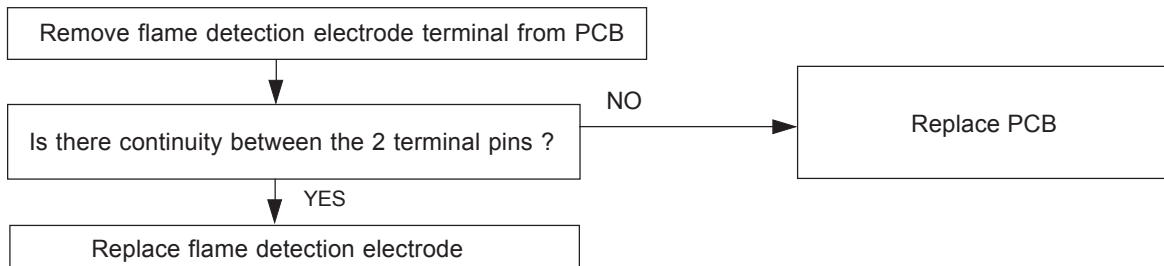 Remove flame detection electrode terminal from PCB
NO
Is there continuity between the 2 terminal pins ?
Replace PCB
YES
Replace flame detection electrode